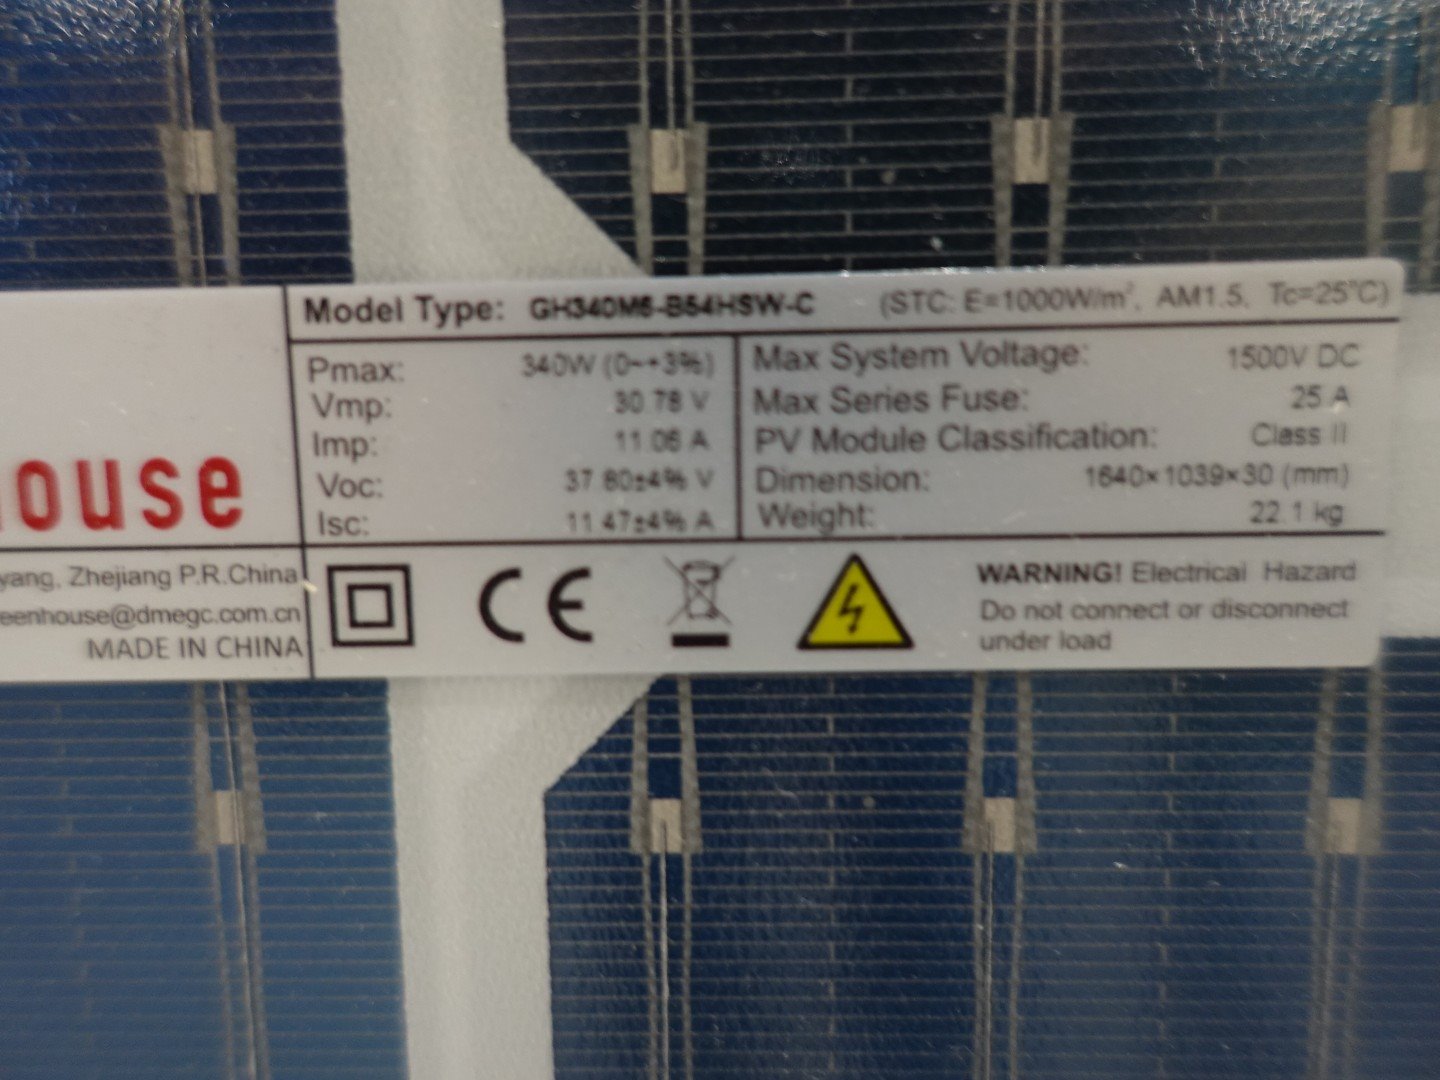 Model Type: GH340M6-B54HSW-C (STC: E=1000W/m², AM1.5, Tc=25°C)
Pmax: 340W (0~+3%)
Vmp: 30.78 V
Imp: 11.06 A
Voc: 37.80±4% V
Isc: 11.47±4% A
Max System Voltage: 1500V DC
Max Series Fuse: 25 A
PV Module Classification: Class II
Dimension: 1640×1039×30 (mm)
Weight: 22.1 kg
ouse
yang, Zhejiang P.R.China
eenhouse@dmegc.com.cn
MADE IN CHINA
CE
WARNING! Electrical Hazard
Do not connect or disconnect
under load